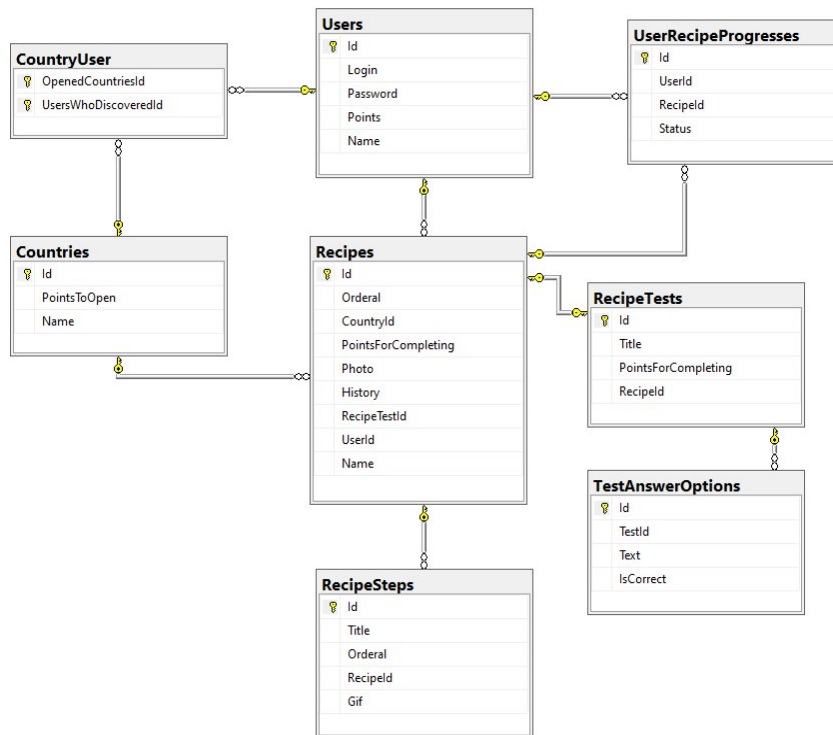 Users
Id
Login
Password
Points
Name
CountryUser
OpenedCountriesId
UsersWhoDiscoveredId
UserRecipeProgresses
Id
UserId
RecipeId
Status
Countries
Id
PointsToOpen
Name
Recipes
Id
Orderal
CountryId
PointsForCompleting
Photo
History
RecipeTestId
UserId
Name
RecipeTests
Id
Title
PointsForCompleting
RecipeId
TestAnswerOptions
Id
TestId
Text
IsCorrect
RecipeSteps
Id
Title
Orderal
RecipeId
Gif